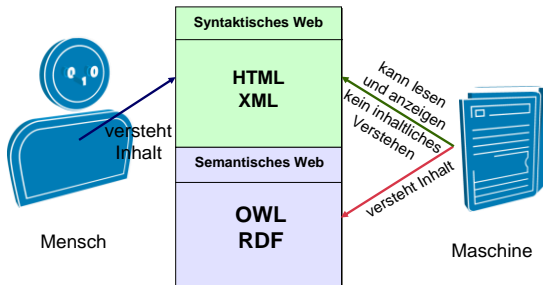 Syntaktisches Web
HTML
XML
versteht
Inhalt
kann lesen
und anzeigen
kein inhaltliches
Verstehen
Semantisches Web
versteht Inhalt
OWL
RDF
Mensch
Maschine